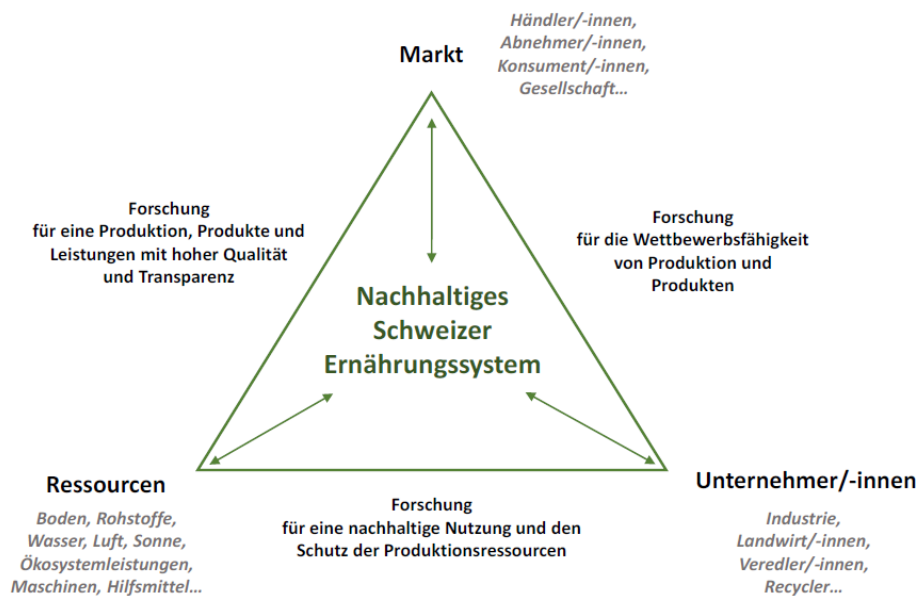 Markt
Händler/-innen,
Abnehmer/-innen,
Konsument/-innen,
Gesellschaft…
Forschung
für eine Produktion, Produkte und
Leistungen mit hoher Qualität
und Transparenz
Forschung
für die Wettbewerbsfähigkeit
von Produktion und
Produkten
Nachhaltiges
Schweizer
Ernährungssystem
Ressourcen
Boden, Rohstoffe,
Wasser, Luft, Sonne,
Ökosystemleistungen,
Maschinen, Hilfsmittel…
Forschung
für eine nachhaltige Nutzung und den
Schutz der Produktionsressourcen
Unternehmer/-innen
Industrie,
Landwirt/-innen,
Veredler/-innen,
Recycler…